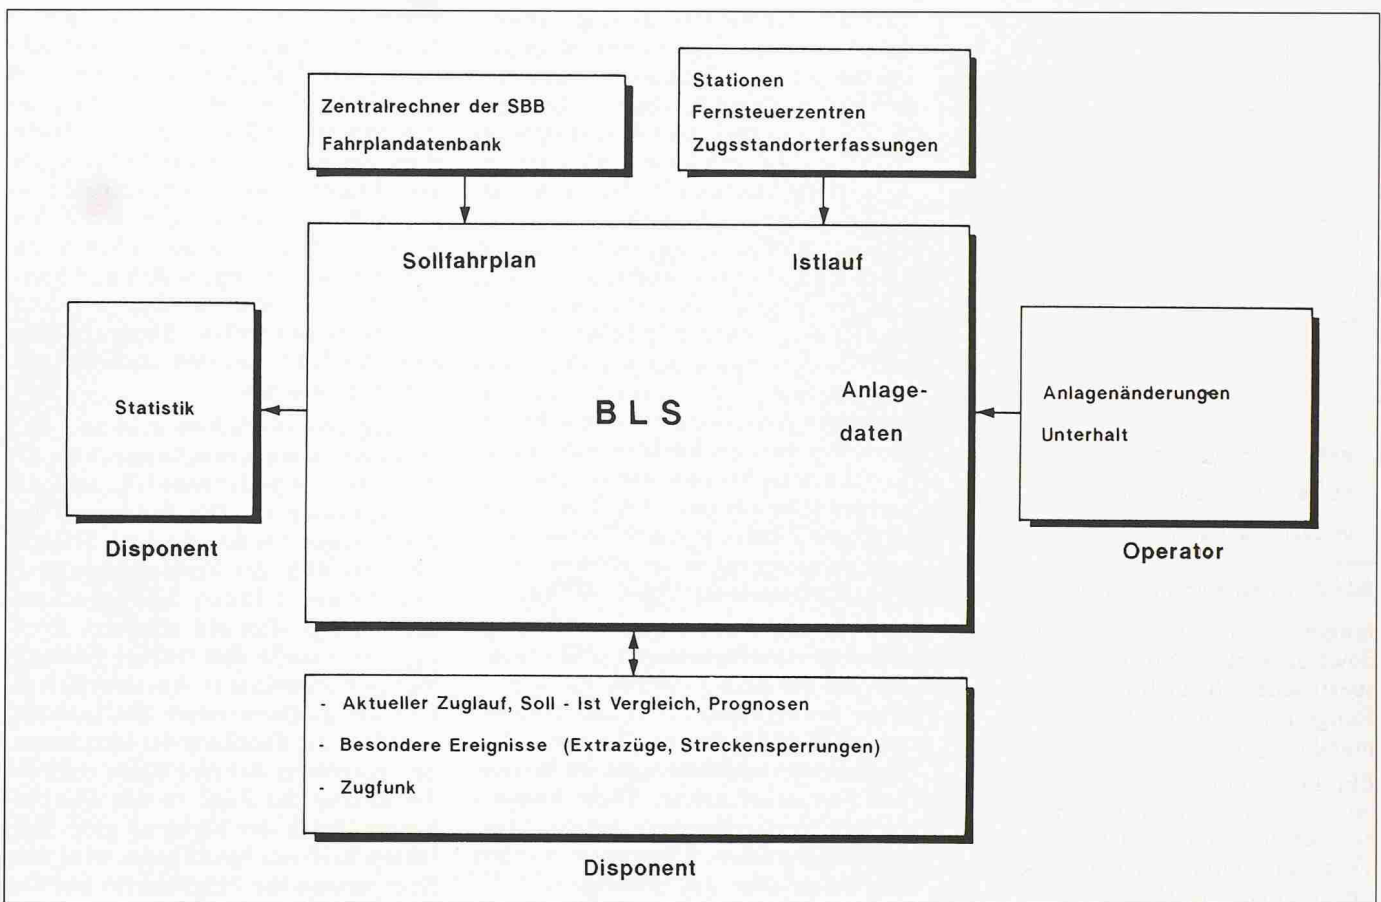 Zentralrechner der SBB
Fahrplandatenbank
Stationen
Fernsteuerzentren
Zugsstandorterfassungen
Sollfahrplan
Istlauf
Statistik
Disponent
B L S
Anlage-
daten
Anlagenänderungen
Unterhalt
Operator
- Aktueller Zuglauf, Soll - Ist Vergleich, Prognosen
- Besondere Ereignisse (Extrazüge, Streckensperrungen)
- Zugfunk
Disponent